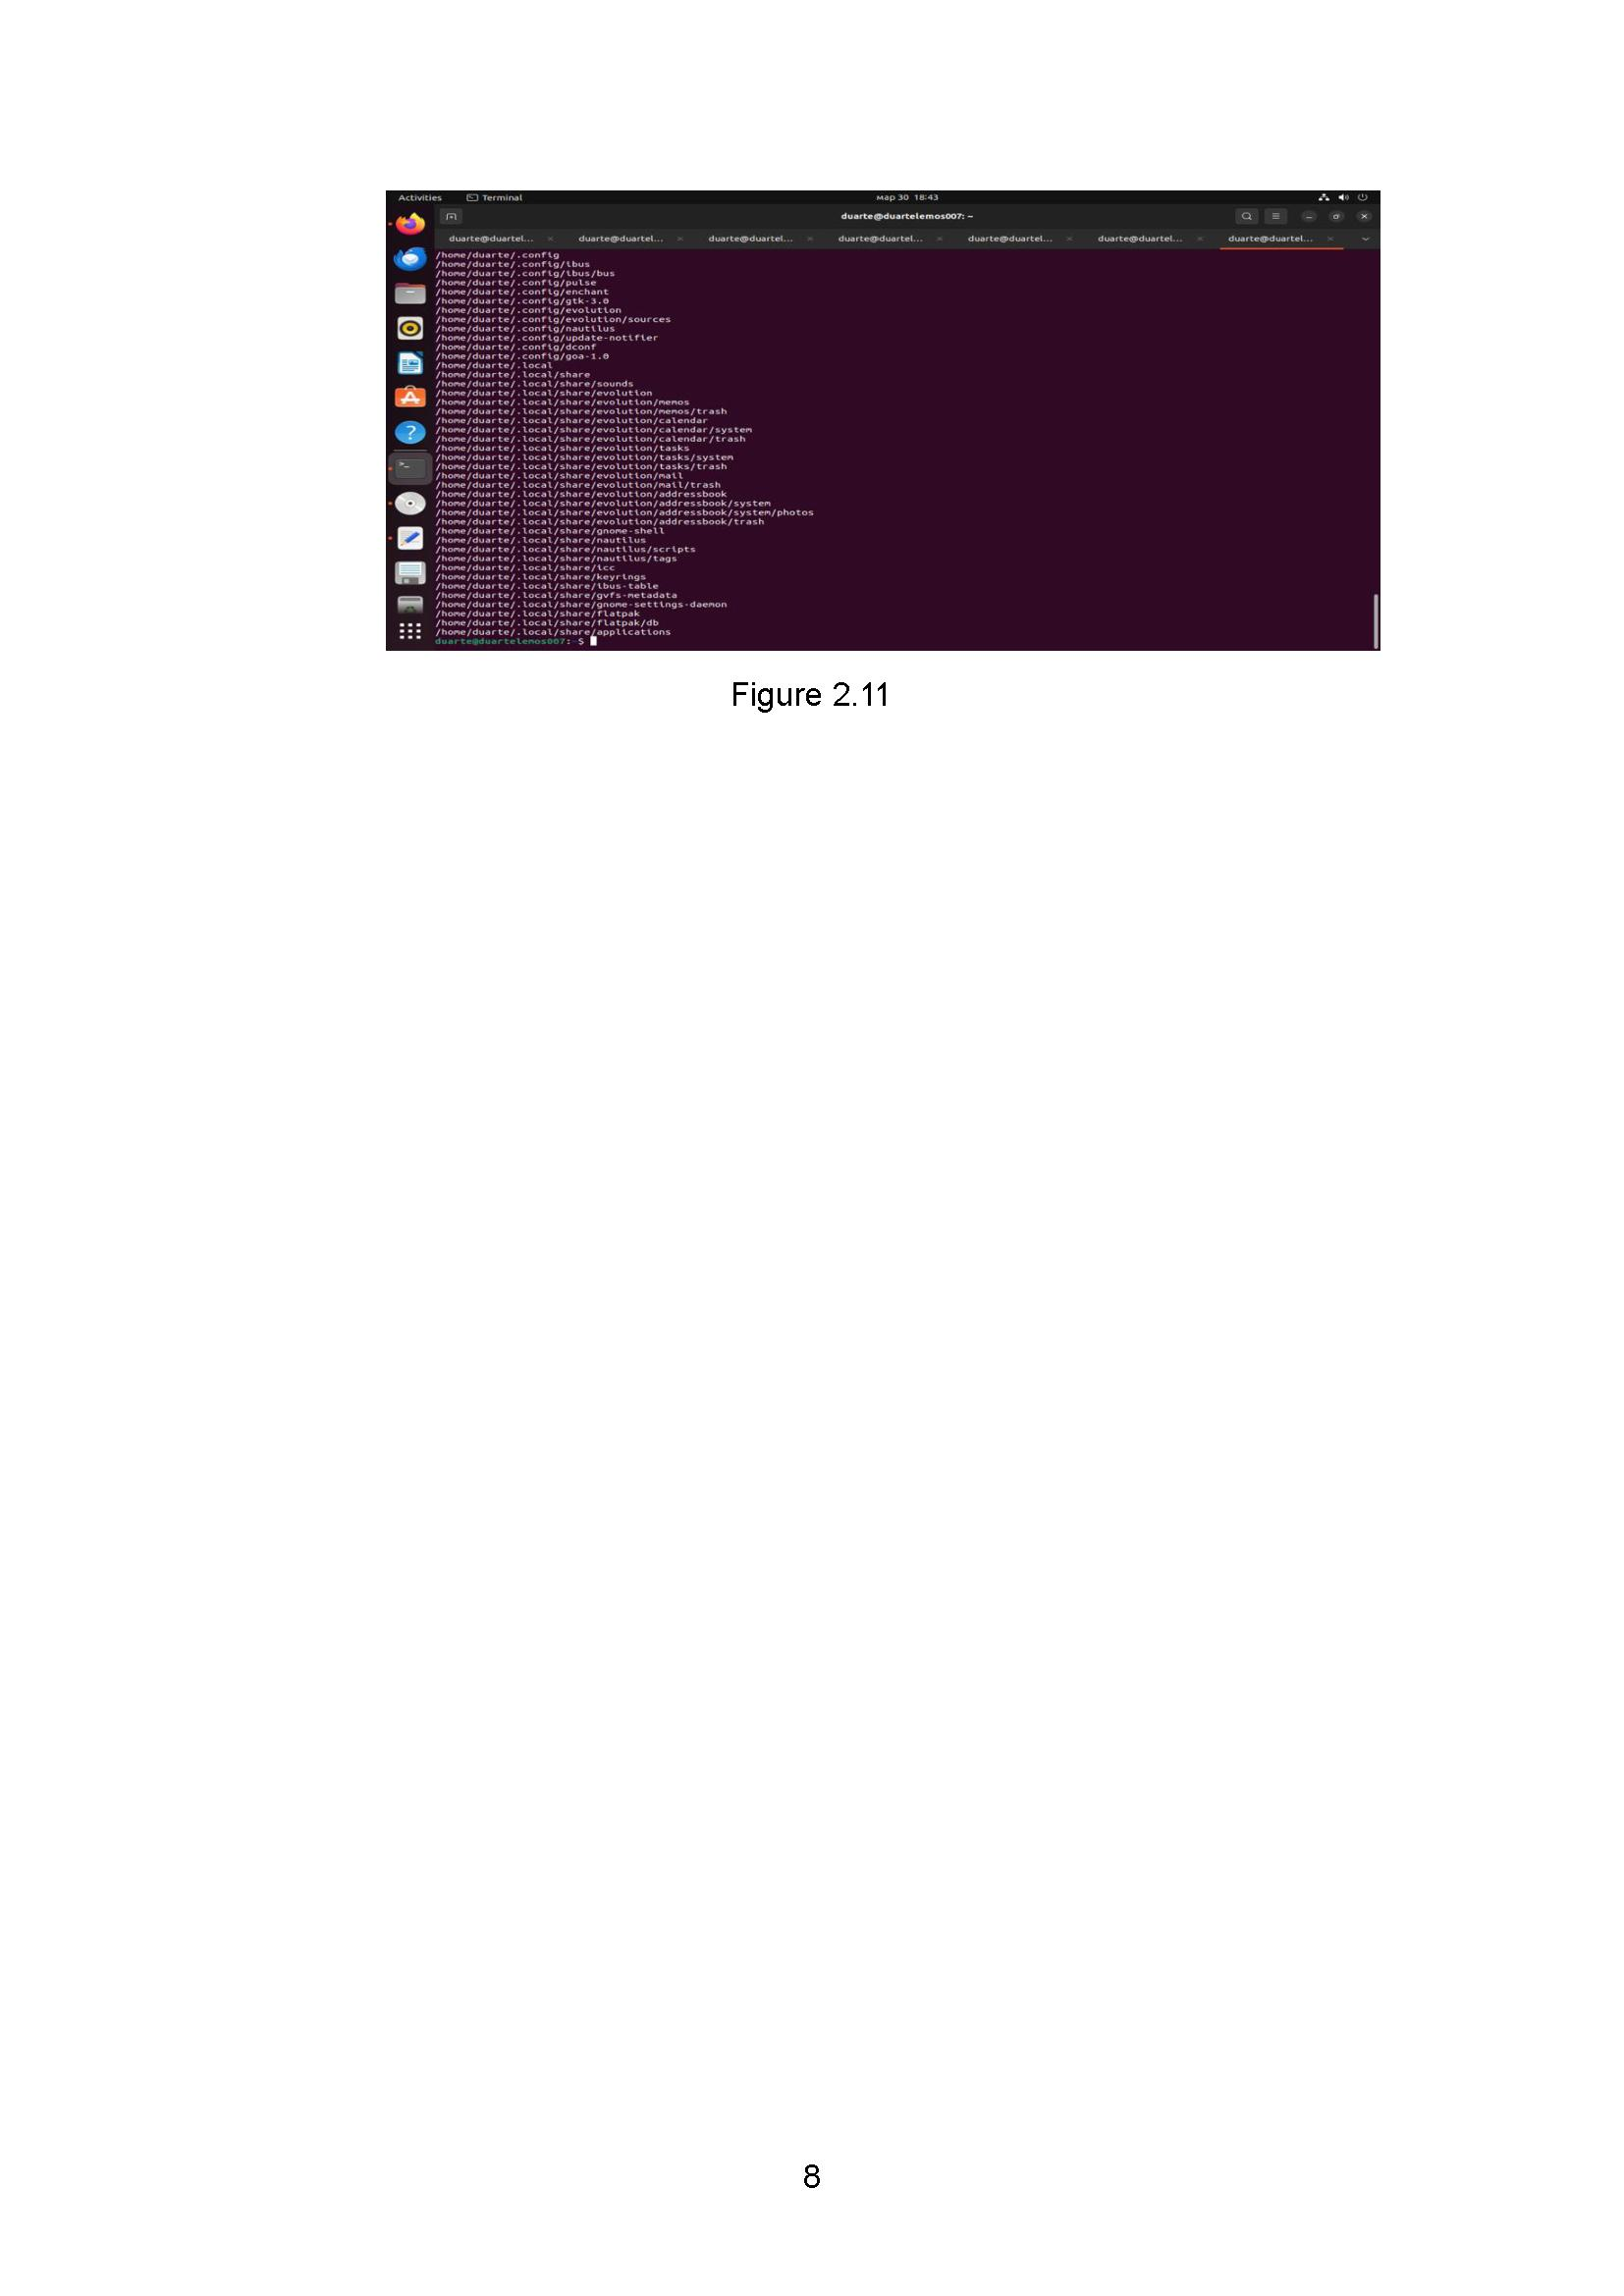 Activities Terminal мар 30 18:43
duarte@duartelemos007: ~
duarte@duartel... duarte@duartel... duarte@duartel... duarte@duartel... duarte@duartel... duarte@duartel... duarte@duartel...
/home/duarte/.config
/home/duarte/.config/ibus
/home/duarte/.config/ibus/bus
/home/duarte/.config/pulse
/home/duarte/.config/enchant
/home/duarte/.config/gtk-3.0
/home/duarte/.config/evolution
/home/duarte/.config/evolution/sources
/home/duarte/.config/nautilus
/home/duarte/.config/update-notifier
/home/duarte/.config/dconf
/home/duarte/.config/goa-1.0
/home/duarte/.local
/home/duarte/.local/share
/home/duarte/.local/share/sounds
/home/duarte/.local/share/evolution
/home/duarte/.local/share/evolution/memos
/home/duarte/.local/share/evolution/memos/trash
/home/duarte/.local/share/evolution/calendar
/home/duarte/.local/share/evolution/calendar/system
/home/duarte/.local/share/evolution/calendar/trash
/home/duarte/.local/share/evolution/tasks
/home/duarte/.local/share/evolution/tasks/system
/home/duarte/.local/share/evolution/tasks/trash
/home/duarte/.local/share/evolution/mail
/home/duarte/.local/share/evolution/mail/trash
/home/duarte/.local/share/evolution/addressbook
/home/duarte/.local/share/evolution/addressbook/system
/home/duarte/.local/share/evolution/addressbook/system/photos
/home/duarte/.local/share/evolution/addressbook/trash
/home/duarte/.local/share/gnome-shell
/home/duarte/.local/share/nautilus
/home/duarte/.local/share/nautilus/scripts
/home/duarte/.local/share/nautilus/tags
/home/duarte/.local/share/icc
/home/duarte/.local/share/keyrings
/home/duarte/.local/share/ibus-table
/home/duarte/.local/share/gvfs-metadata
/home/duarte/.local/share/gnome-settings-daemon
/home/duarte/.local/share/flatpak
/home/duarte/.local/share/flatpak/db
/home/duarte/.local/share/applications
duarte@duartelemos007:~$
Figure 2.11
8